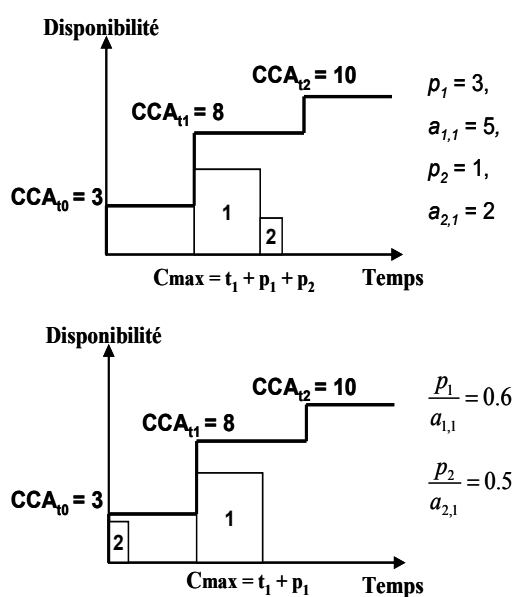 Disponibilité
CCAt2 = 10
p1 = 3,
CCAt1 = 8
a1,1 = 5,
p2 = 1,
CCAt0 = 3
a2,1 = 2
1
2
Cmax = t1 + p1 + p2
Temps
Disponibilité
CCAt2 = 10
p1/a1,1 = 0.6
CCAt1 = 8
p2/a2,1 = 0.5
CCAt0 = 3
1
2
Cmax = t1 + p1
Temps